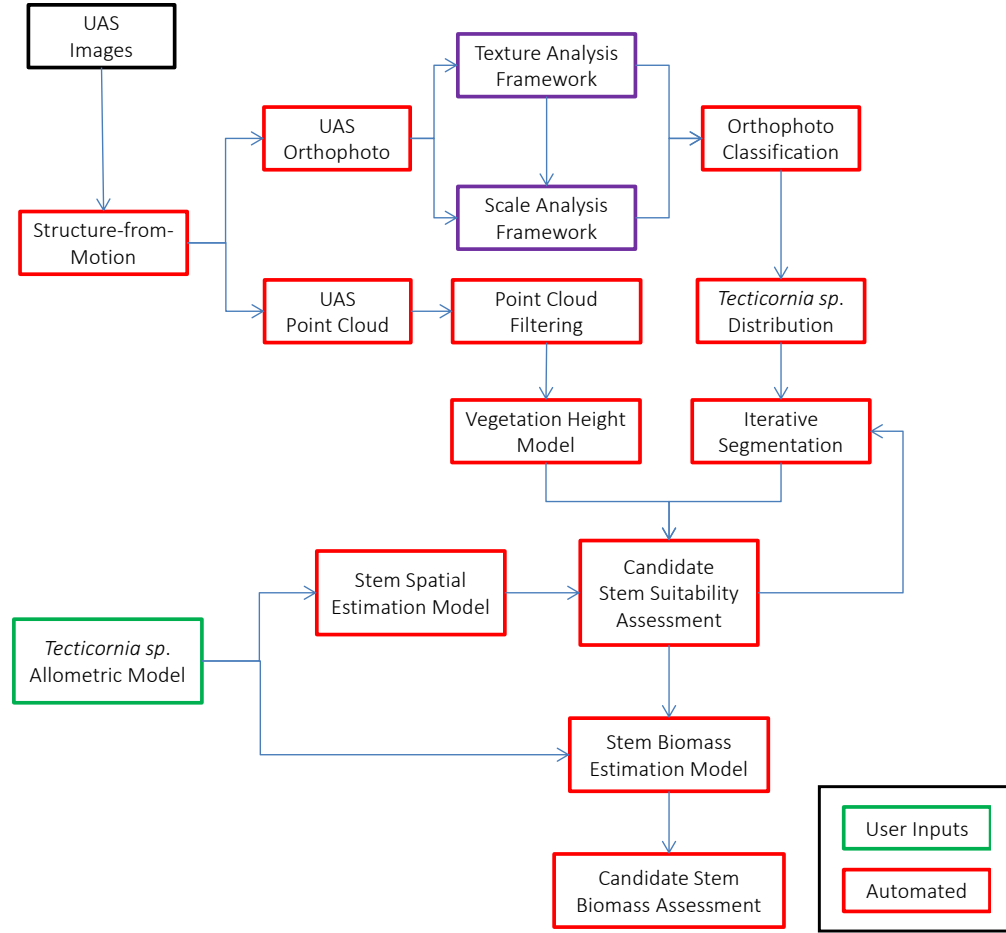 UAS
Images
Texture Analysis
Framework
UAS
Orthophoto
Orthophoto
Classification
Structure-from-
Motion
Scale Analysis
Framework
UAS
Point Cloud
Point Cloud
Filtering
Tecticornia sp.
Distribution
Vegetation Height
Model
Iterative
Segmentation
Stem Spatial
Estimation Model
Candidate
Stem Suitability
Assessment
Tecticornia sp.
Allometric Model
Stem Biomass
Estimation Model
User Inputs
Automated
Candidate Stem
Biomass Assessment